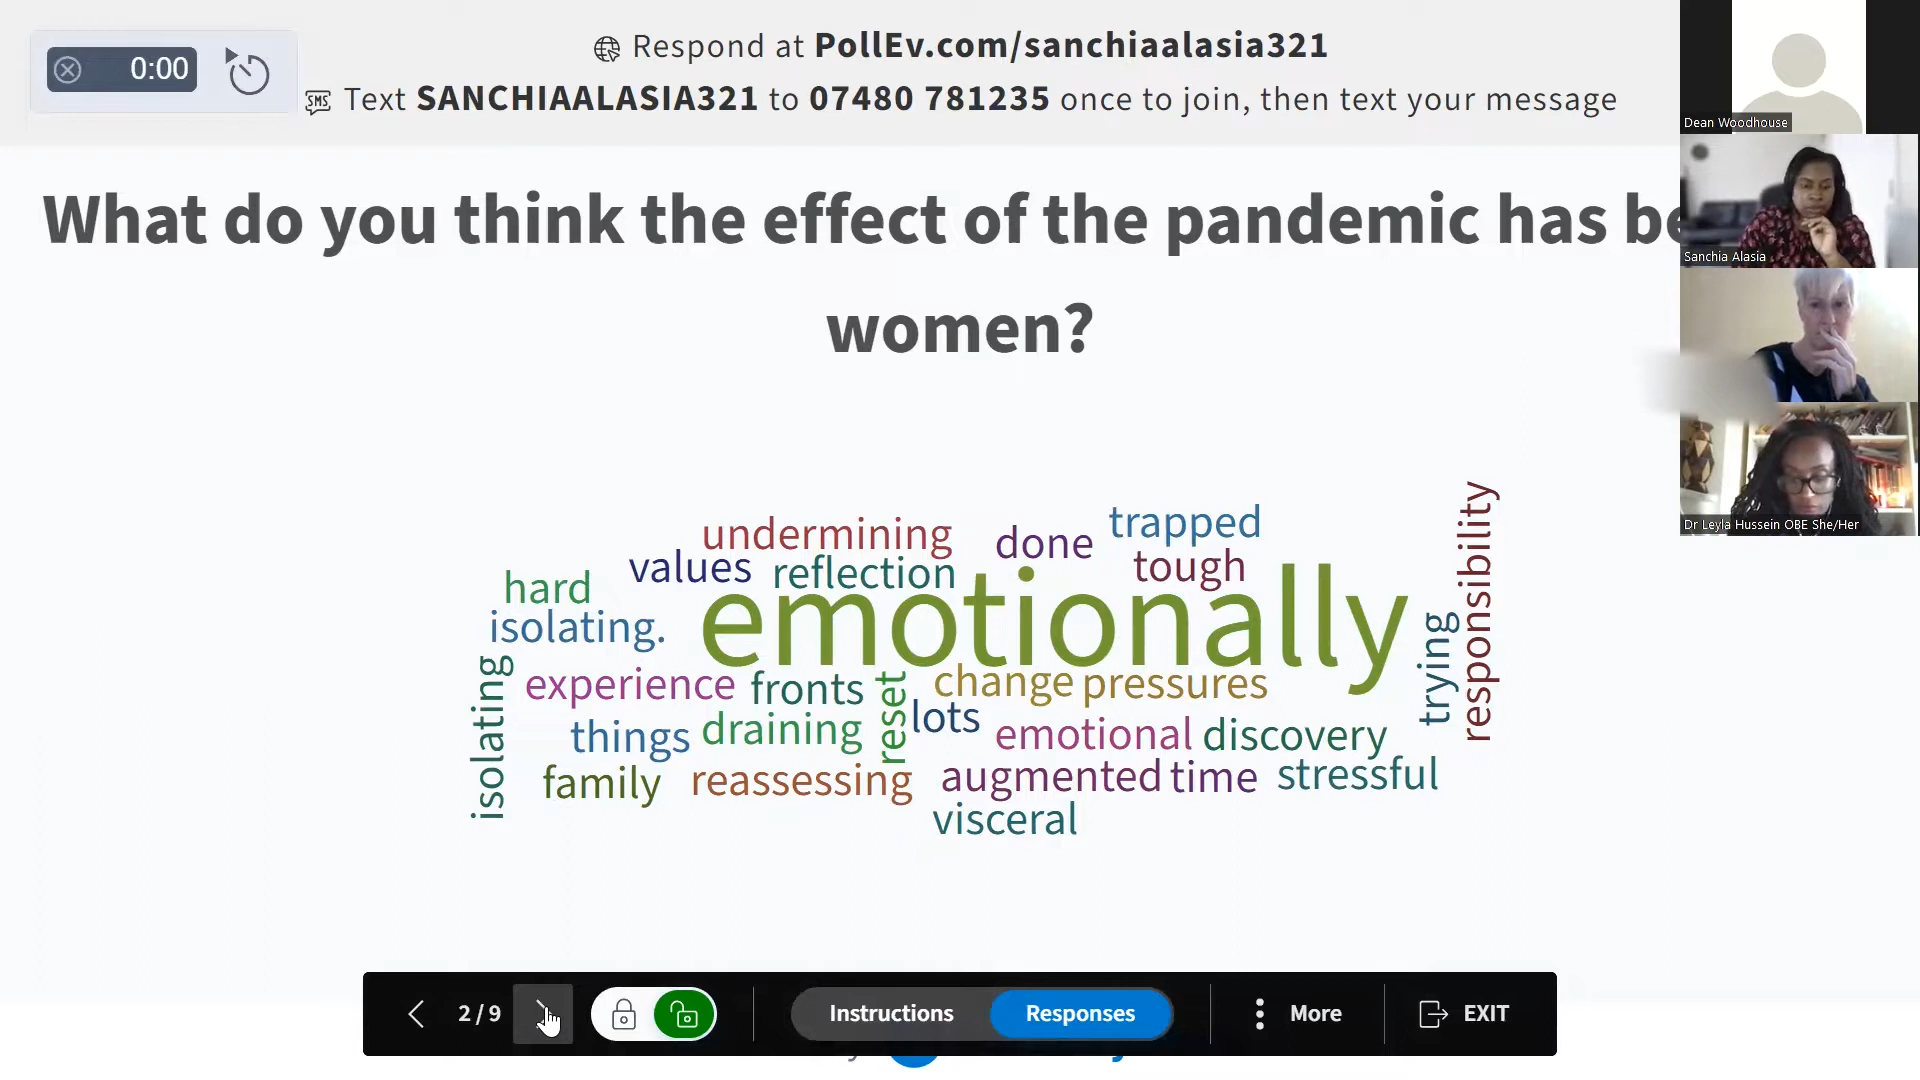 0:00
Respond at PollEv.com/sanchiaalasia321
SMS Text SANCHIAALASIA321 to 07480 781235 once to join, then text your message
What do you think the effect of the pandemic has
women?
Dean Woodhouse
Sanchia Alasia
Dr Leyla Hussein OBE She/Her
undermining
done
trapped
values
reflection
tough
hard
emotionally
isolating.
responsibility
trying
isolating
experience
fronts
reset
change
pressures
things
draining
lots
emotional
discovery
family
reassessing
augmented
time
stressful
visceral
2 / 9
Instructions
Responses
More
EXIT